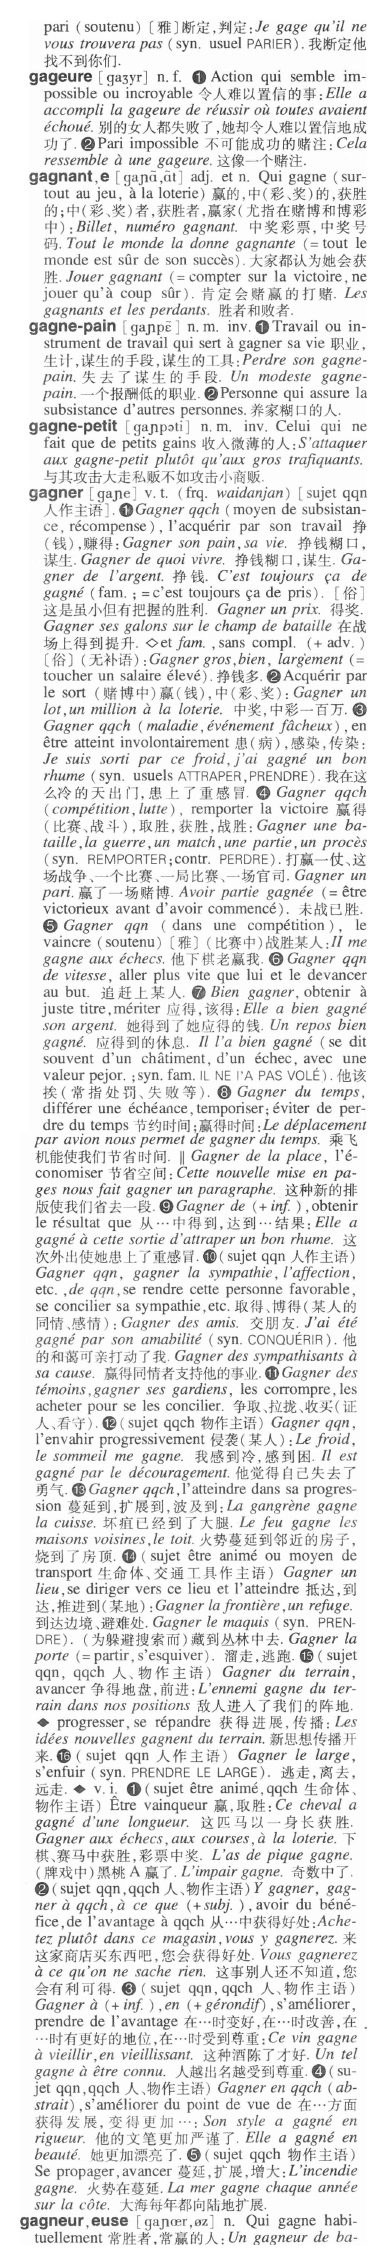 pari (soutenu) [雅]断定,判定:Je gage qu'il ne
vous trouvera pas (syn. usuel PARIER). 我断定他
找不到你们.
gageure [gaʒyr] n. f. ❶ Action qui semble im-
possible ou incroyable 令人难以置信的事:Elle a
accompli la gageure de réussir où toutes avaient
échoué. 别的女人都失败了,她却令人难以置信地成
功了. ❷ Pari impossible 不可能成功的赌注:Cela
ressemble à une gageure. 这像一个赌注.
gagnant,e [gaɲɑ̃,ɑ̃t] adj. et n. Qui gagne (sur-
tout au jeu, à la loterie) 赢的,中(彩、奖)的,获胜
的;中(彩、奖)者,获胜者,赢家(尤指在赌博和博彩
中):Billet, numéro gagnant. 中奖彩票,中奖号
码. Tout le monde la donne gagnante (= tout le
monde est sûr de son succès). 大家都认为她会获
胜. Jouer gagnant (= compter sur la victoire, ne
jouer qu'à coup sûr). 肯定会赌赢的打赌. Les
gagnants et les perdants. 胜者和败者.
gagne-pain [gaɲpɛ̃] n. m. inv. ❶ Travail ou in-
strument de travail qui sert à gagner sa vie 职业,
生计,谋生的手段,谋生的工具:Perdre son gagne-
pain. 失去了谋生的手段. Un modeste gagne-
pain. 一个报酬低的职业. ❷ Personne qui assure la
subsistance d'autres personnes. 养家糊口的人.
gagne-petit [gaɲpəti] n. m. inv. Celui qui ne
fait que de petits gains 收入微薄的人:S'attaquer
aux gagne-petit plutôt qu'aux gros trafiquants.
与其攻击大走私贩不如攻击小商贩.
gagner [gaɲe] v. t. (frq. waidanjan) [sujet qqn
人作主语]. ❶ Gagner qqch (moyen de subsistan-
ce, récompense), l'acquérir par son travail 挣
(钱),赚得:Gagner son pain,sa vie. 挣钱糊口,
谋生. Gagner de quoi vivre. 挣钱糊口,谋生. Ga-
gner de l'argent. 挣钱. C'est toujours ça de
gagné (fam. ; = c'est toujours ça de pris). [俗]
这是虽小但有把握的胜利. Gagner un prix. 得奖.
Gagner ses galons sur le champ de bataille 在战
场上得到提升. ◇et fam. ,sans compl. (+ adv.)
[俗](无补语):Gagner gros,bien, largement (=
toucher un salaire élevé). 挣钱多. ❷ Acquérir par
le sort (赌博中)赢(钱),中(彩、奖):Gagner un
lot,un million à la loterie. 中奖,中彩一百万. ❸
Gagner qqch (maladie, événement fâcheux), en
être atteint involontairement 患(病),感染,传染:
Je suis sorti par ce froid, j'ai gagné un bon
rhume (syn. usuels ATTRAPER,PRENDRE). 我在这
么冷的天出门,患上了重感冒. ❹ Gagner qqch
(compétition, lutte), remporter la victoire 赢得
(比赛、战斗),取胜,获胜,战胜:Gagner une ba-
taille,la guerre, un match,une partie, un procès
(syn. REMPORTER;contr. PERDRE). 打赢一仗、这
场战争、一个比赛、一局比赛、一场官司. Gagner un
pari. 赢了一场赌博. Avoir partie gagnée (= être
victorieux avant d'avoir commencé). 未战已胜.
❺ Gagner qqn (dans une compétition), le
vaincre (soutenu) [雅] (比赛中)战胜某人:Il me
gagne aux échecs. 他下棋老赢我. ❻ Gagner qqn
de vitesse, aller plus vite que lui et le devancer
au but. 追赶上某人. ❼ Bien gagner, obtenir à
juste titre,mériter 应得,该得:Elle a bien gagné
son argent. 她得到了她应得的钱. Un repos bien
gagné. 应得到的休息. Il l'a bien gagné (se dit
souvent d'un châtiment, d'un échec, avec une
valeur pejor. ;syn. fam. IL NE L'A PAS VOLÉ). 他该
挨(常指处罚、失败等). ❽ Gagner du temps,
différer une échéance, temporiser; éviter de per-
dre du temps 节约时间;赢得时间:Le déplacement
par avion nous permet de gagner du temps. 乘飞
机能使我们节省时间. ‖ Gagner de la place, l'é-
conomiser 节省空间:Cette nouvelle mise en pa-
ges nous fait gagner un paragraphe. 这种新的排
版使我们省去一段. ❾ Gagner de (+ inf. ),obtenir
le résultat que 从…中得到,达到…结果:Elle a
gagné à cette sortie d'attraper un bon rhume. 这
次外出使她患上了重感冒. ❿ (sujet qqn 人作主语)
Gagner qqn, gagner la sympathie, l'affection,
etc. ,de qqn,se rendre cette personne favorable,
se concilier sa sympathie,etc. 取得、博得(某人的
同情、感情):Gagner des amis. 交朋友. J'ai été
gagné par son amabilité (syn. CONQUÉRIR). 他
的和蔼可亲打动了我. Gagner des sympathisants à
sa cause. 赢得同情者支持他的事业. ⓫ Gagner des
témoins,gagner ses gardiens, les corrompre,les
acheter pour se les concilier. 争取、拉拢、收买(证
人、看守). ⓬ (sujet qqch 物作主语) Gagner qqn,
l'envahir progressivement 侵袭(某人):Le froid,
le sommeil me gagne. 我感到冷,感到困. Il est
gagné par le découragement. 他觉得自己失去了
勇气. ⓭ Gagner qqch,l'atteindre dans sa progres-
sion 蔓延到,扩展到,波及到:La gangrène gagne
la cuisse. 坏疽已经到了大腿. Le feu gagne les
maisons voisines,le toit. 火势蔓延到邻近的房子,
烧到了房顶. ⓮ (sujet être animé ou moyen de
transport 生命体、交通工具作主语) Gagner un
lieu,se diriger vers ce lieu et l'atteindre 抵达,到
达,推进到(某地):Gagner la frontière,un refuge.
到达边境、避难处. Gagner le maquis (syn. PREN-
DRE). (为躲避搜索而)藏到丛林中去. Gagner la
porte (= partir, s'esquiver). 溜走,逃跑. ⓯ (sujet
qqn, qqch 人、物作主语) Gagner du terrain,
avancer 争得地盘,前进:L'ennemi gagne du ter-
rain dans nos positions 敌人进入了我们的阵地.
◆ progresser, se répandre 获得进展,传播:Les
idées nouvelles gagnent du terrain. 新思想传播开
来. ⓰ (sujet qqn 人作主语) Gagner le large,
s'enfuir (syn. PRENDRE LE LARGE). 逃走,离去,
远走. ◆ v. i. ❶ (sujet être animé,qqch 生命体、
物作主语) Être vainqueur 赢,取胜:Ce cheval a
gagné d'une longueur. 这匹马以一身长获胜.
Gagner aux échecs,aux courses,à la loterie. 下
棋、赛马中获胜,彩票中奖. L'as de pique gagne.
(牌戏中)黑桃 A 赢了. L'impair gagne. 奇数中了.
❷ (sujet qqn,qqch 人、物作主语) Y gagner, gag-
ner à qqch,à ce que (+ subj. ), avoir du béné-
fice,de l'avantage à qqch 从…中获得好处:Ache-
tez plutôt dans ce magasin,vous y gagnerez. 来
这家商店买东西吧,您会获得好处. Vous gagnerez
à ce qu'on ne sache rien. 这事别人还不知道,您
会有利可得. ❸ (sujet qqn, qqch 人、物作主语)
Gagner à (+ inf. ),en (+ gérondif), s'améliorer,
prendre de l'avantage 在…时变好,在…时改善,在
…时有更好的地位,在…时受到尊重:Ce vin gagne
à vieillir,en vieillissant. 这种酒陈了才好. Un tel
gagne à être connu. 人越出名越受到尊重. ❹ (su-
jet qqn,qqch 人、物作主语) Gagner en qqch (ab-
strait), s'améliorer du point de vue de 在…方面
获得发展,变得更加…: Son style a gagné en
rigueur. 他的文笔更加严谨了. Elle a gagné en
beauté. 她更加漂亮了. ❺ (sujet qqch 物作主语)
Se propager,avancer 蔓延,扩展,增大:L'incendie
gagne. 火势在蔓延. La mer gagne chaque année
sur la côte. 大海每年都向陆地扩展.
gagneur,euse [gaɲœr,øz] n. Qui gagne habi-
tuellement 常胜者,常赢的人:Un gagneur de ba-